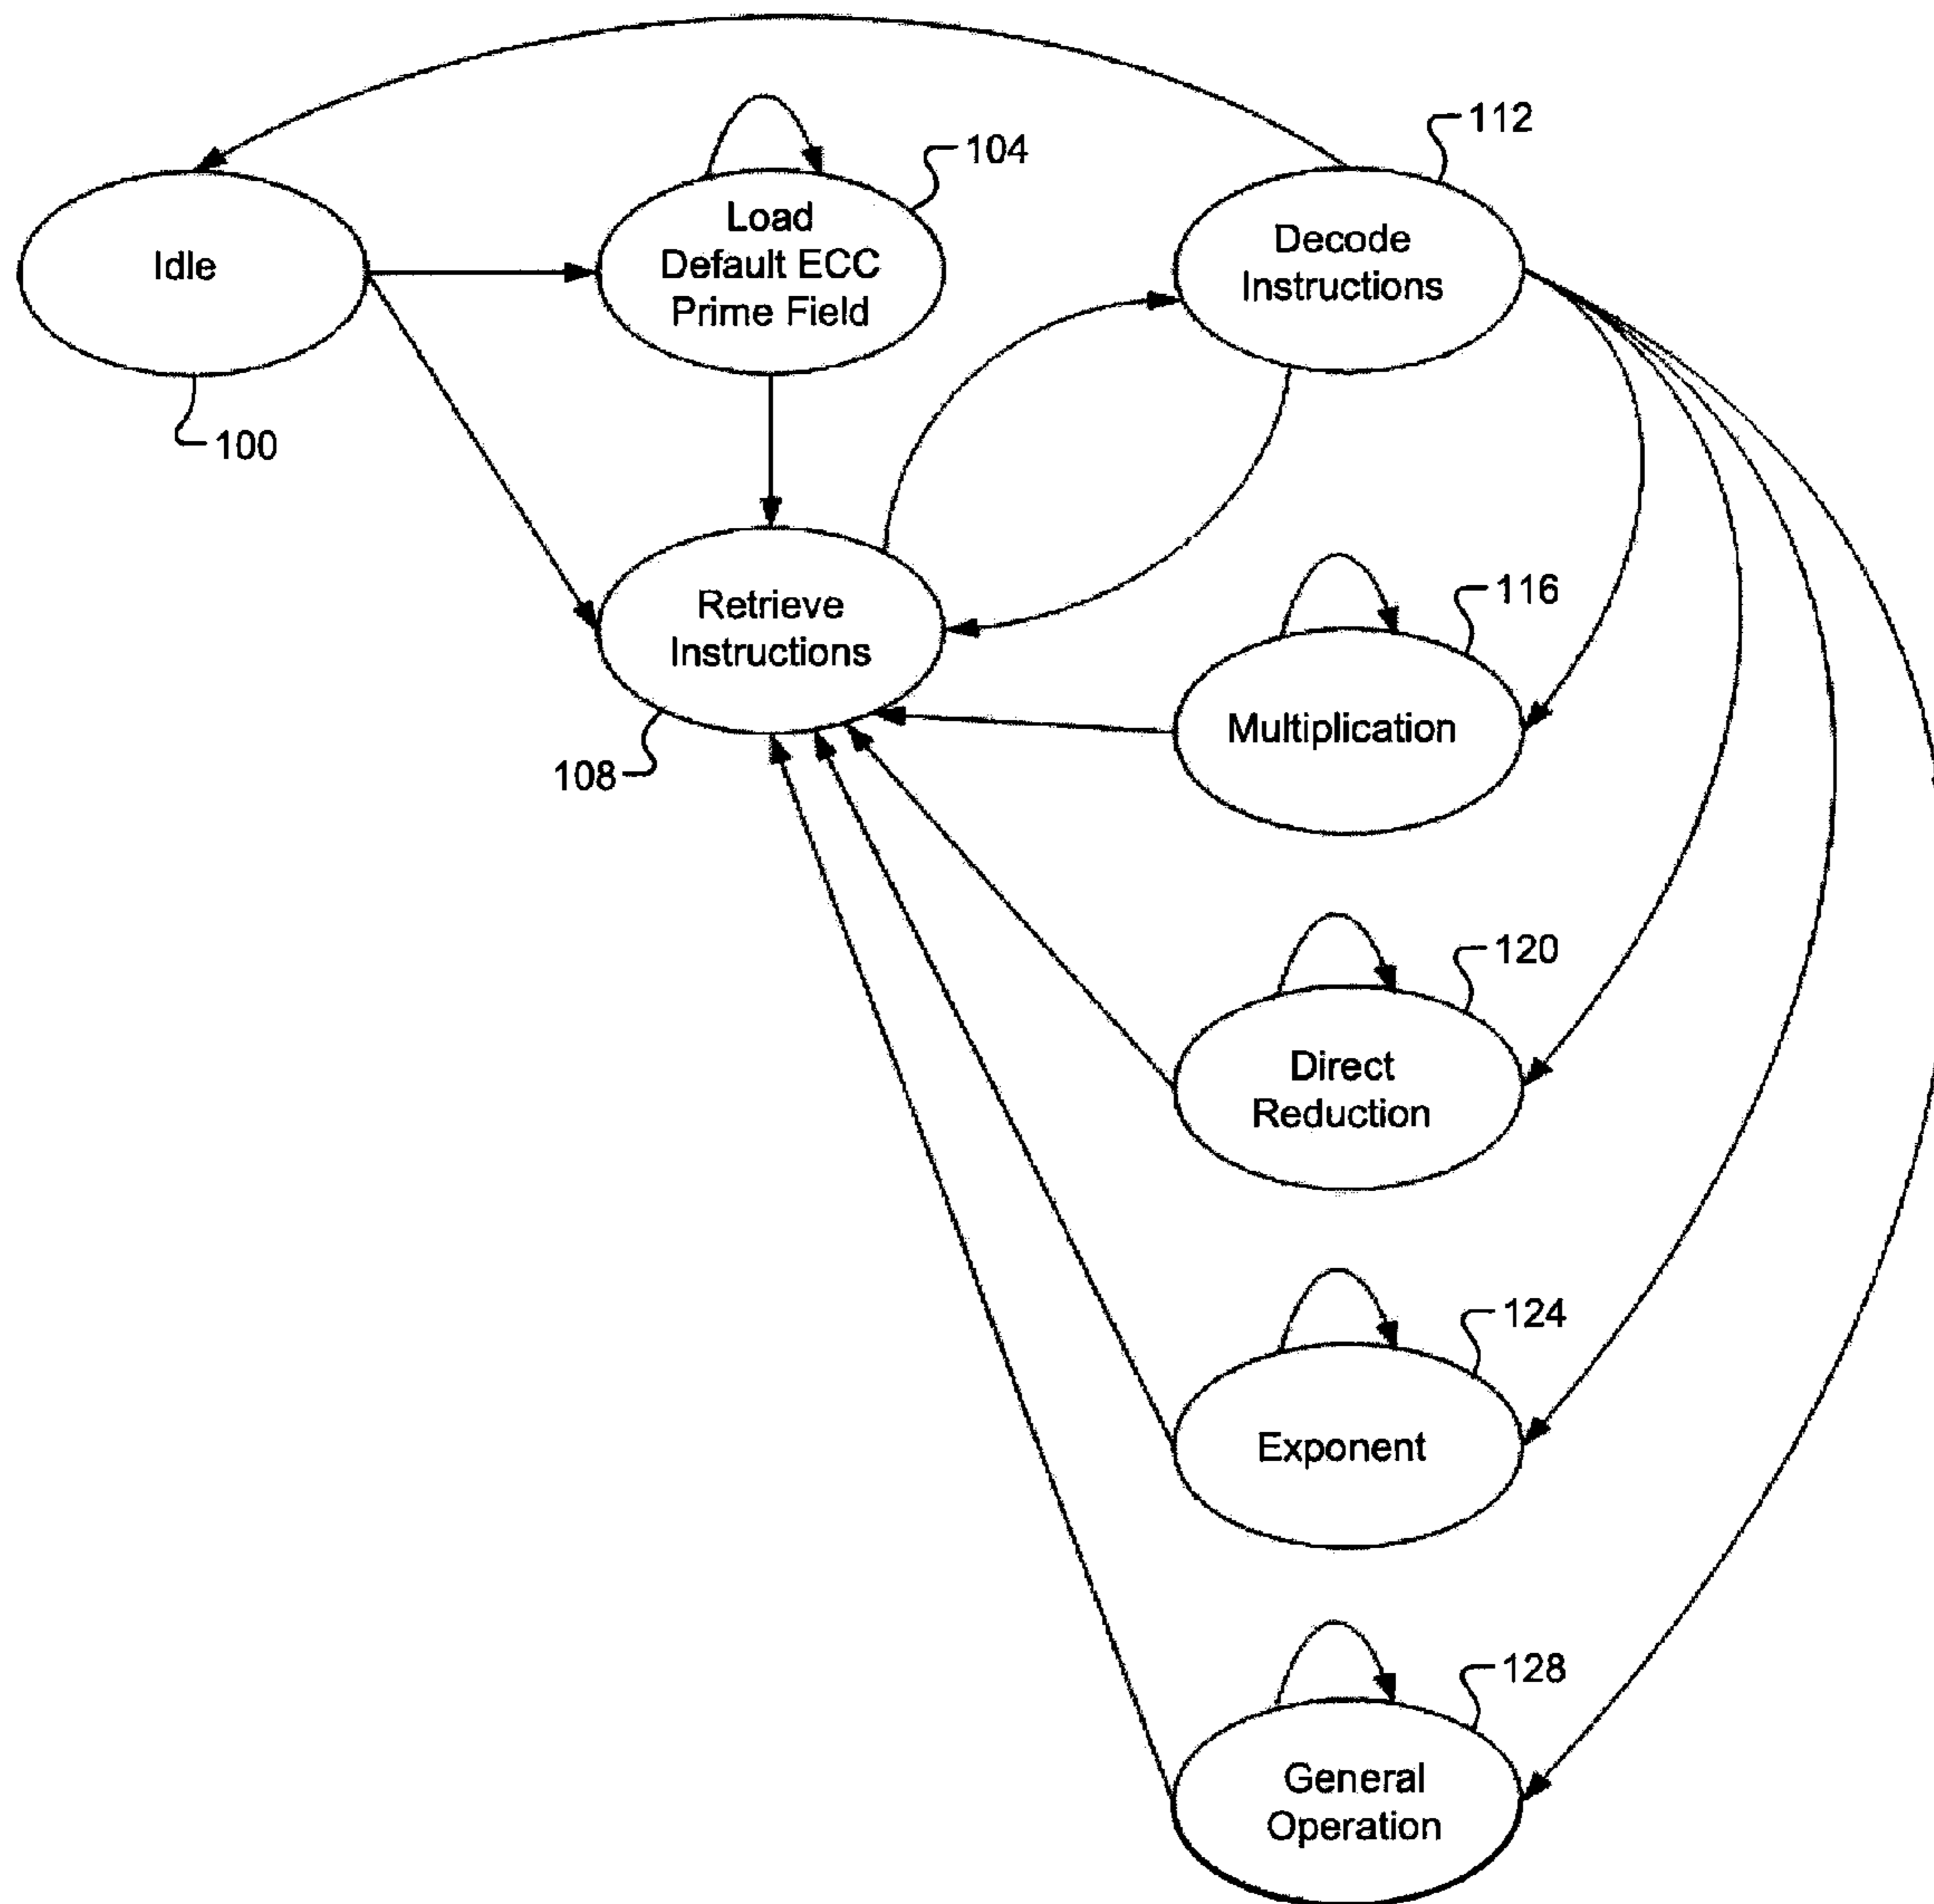 112
104
Load
Default ECC
Prime Field
Idle
Decode
Instructions
100
Retrieve
Instructions
116
Multiplication
108
120
Direct
Reduction
124
Exponent
128
General
Operation